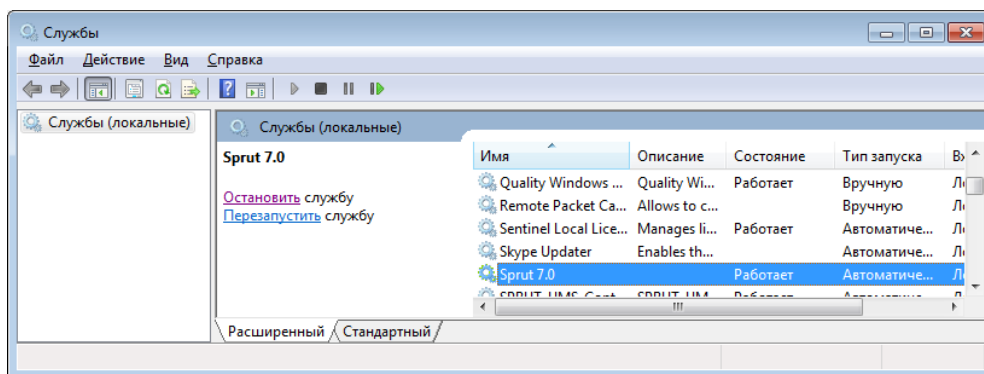 Службы
Файл Действие Вид Справка
Службы (локальные)
Службы (локальные)
Sprut 7.0
Остановить службу
Перезапустить службу
Имя Описание Состояние Тип запуска
Quality Windows ... Quality Wi... Работает Вручную
Remote Packet Ca... Allows to c... Вручную
Sentinel Local Lice... Manages li... Работает Автоматиче...
Skype Updater Enables th... Автоматиче...
Sprut 7.0 Работает Автоматиче...
Расширенный Стандартный